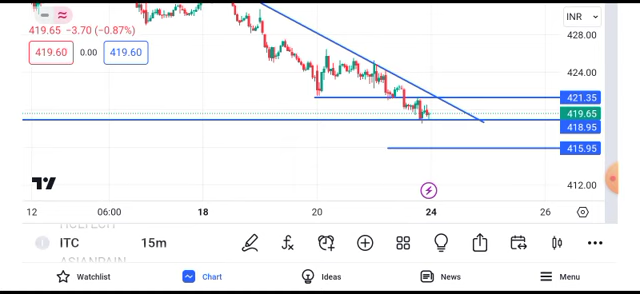 INR
428.00
419.65 −3.70 (−0.87%)
419.60 0.00 419.60
424.00
421.35
419.65
418.95
415.95
412.00
12 06:00 18 20 24 26
HCLTECH
ITC 15m
ASIANPAIN
Watchlist Chart Ideas News Menu